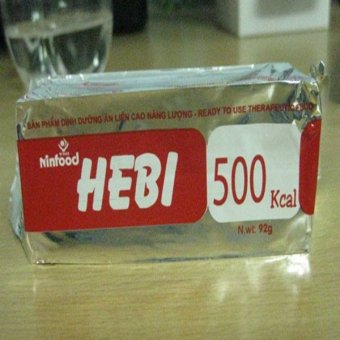 SẢN PHẨM DINH DƯỠNG ĂN LIỀN CAO NĂNG LƯỢNG - READY TO USE THERAPEUTIC FOOD
Ninfood
HEBI
500 Kcal
N.wt: 92g